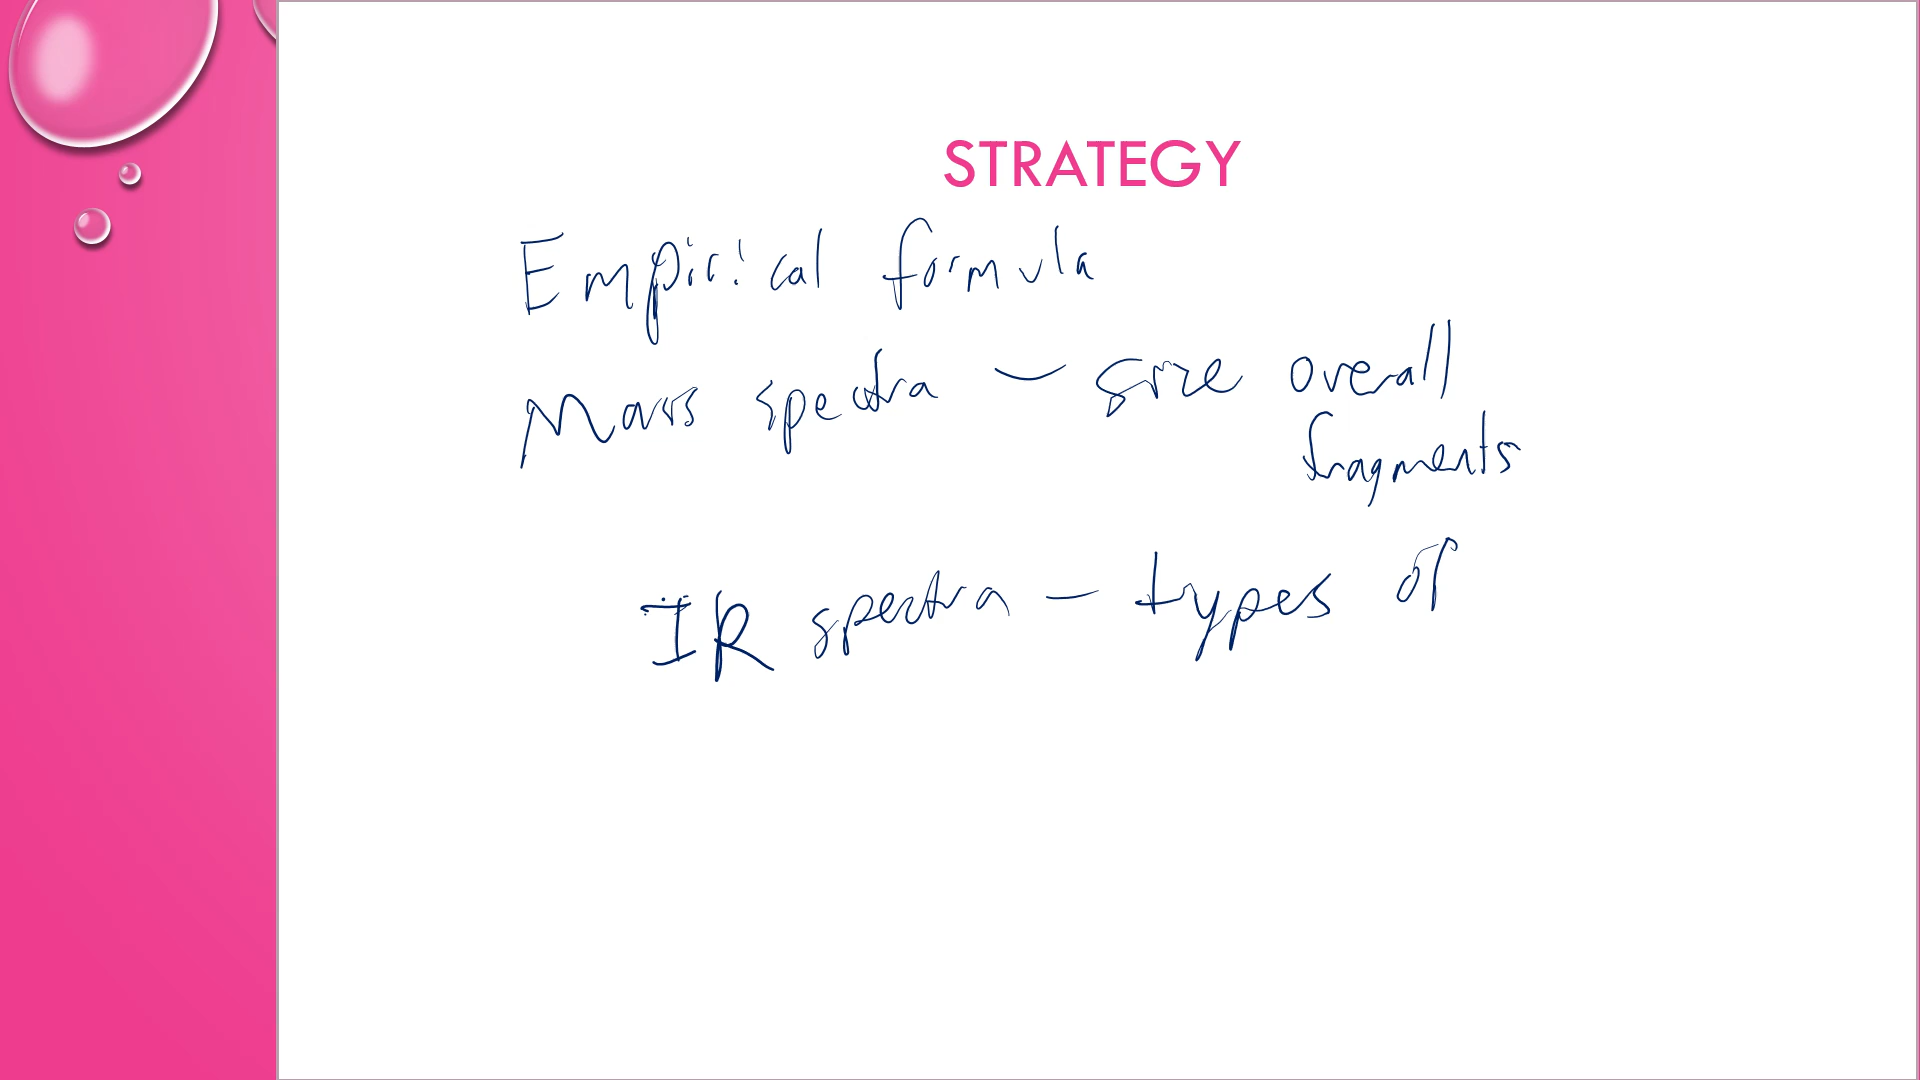 STRATEGY
Empirical formula
Mass spectra – size overall
fragments
IR spectra – types of